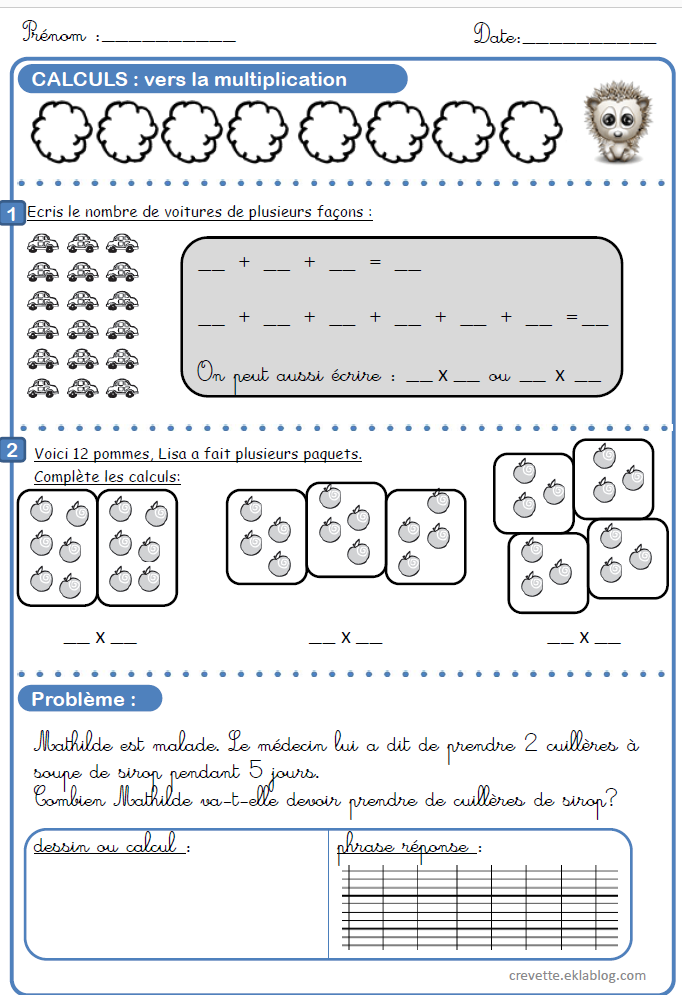 Prénom :__________ Date:__________
CALCULS : vers la multiplication
1 Ecris le nombre de voitures de plusieurs façons :
__ + __ + __ = __
__ + __ + __ + __ + __ + __ = __
On peut aussi écrire : __ x __ ou __ x __
2 Voici 12 pommes, Lisa a fait plusieurs paquets.
Complète les calculs:
__ x __ __ x __ __ x __
Problème :
Mathilde est malade. Le médecin lui a dit de prendre 2 cuillères à
soupe de sirop pendant 5 jours.
Combien Mathilde va-t-elle devoir prendre de cuillères de sirop?
dessin ou calcul : phrase réponse :
crevette.eklablog.com